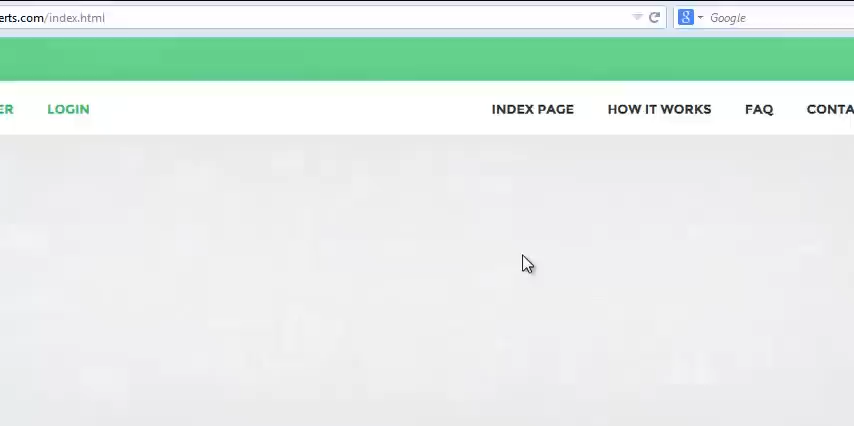 erts.com/index.html Google
ER LOGIN INDEX PAGE HOW IT WORKS FAQ CONTA